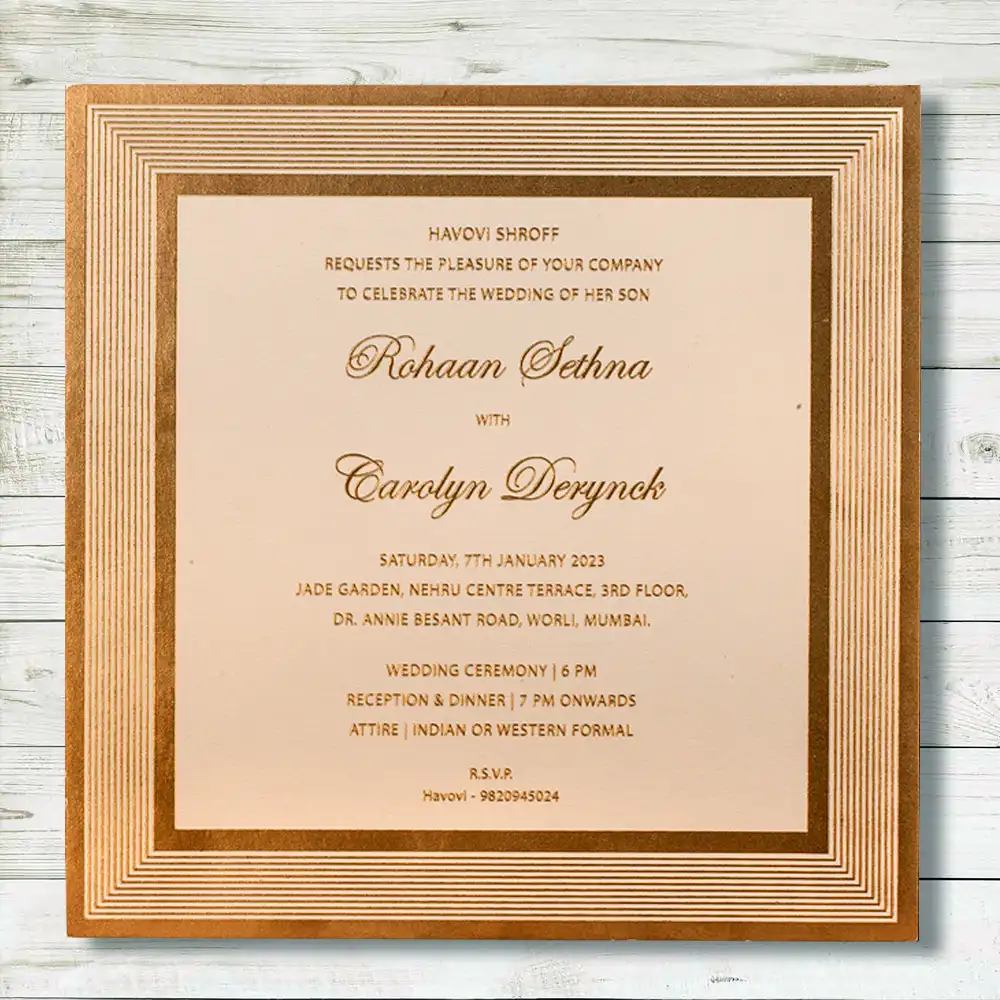 HAVOVI SHROFF
REQUESTS THE PLEASURE OF YOUR COMPANY
TO CELEBRATE THE WEDDING OF HER SON
Rohaan Sethna
WITH
Carolyn Derynck
SATURDAY, 7TH JANUARY 2023
JADE GARDEN, NEHRU CENTRE TERRACE, 3RD FLOOR,
DR. ANNIE BESANT ROAD, WORLI, MUMBAI.
WEDDING CEREMONY | 6 PM
RECEPTION & DINNER | 7 PM ONWARDS
ATTIRE | INDIAN OR WESTERN FORMAL
R.S.V.P.
Havovi - 9820945024